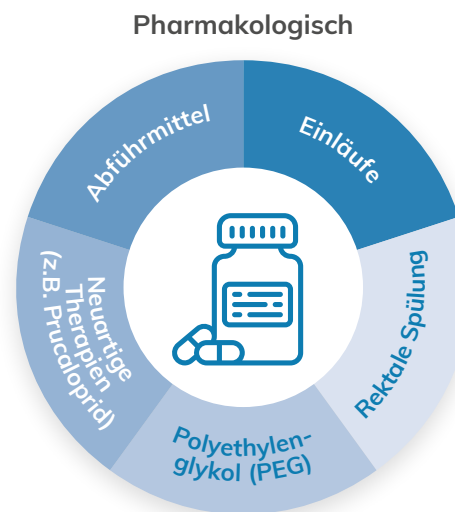 Pharmakologisch
Einläufe
Rektale Spülung
Polyethylen-
glykol (PEG)
Neuartige
Therapien
(z.B. Prucaloprid)
Abführmittel